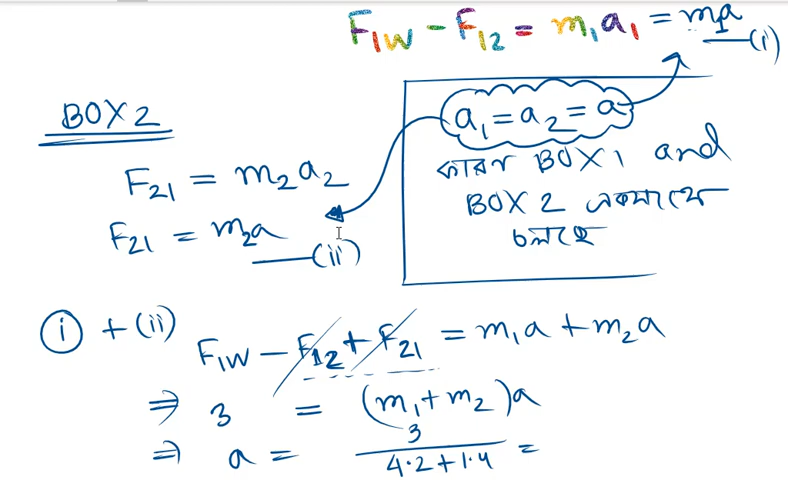 F₁W − F₁₂ = m₁a₁ = m₁a —(i)
BOX 2
a₁ = a₂ = a
F₂₁ = m₂a₂
কারণ BOX 1 and
F₂₁ = m₂a —(ii)
BOX 2 একসাথে
চলছে
(i) + (ii)
F₁W − F₁₂ + F₂₁ = m₁a + m₂a
⇒ 3 = (m₁ + m₂)a
⇒ a = 3/(4.2 + 1.4) =